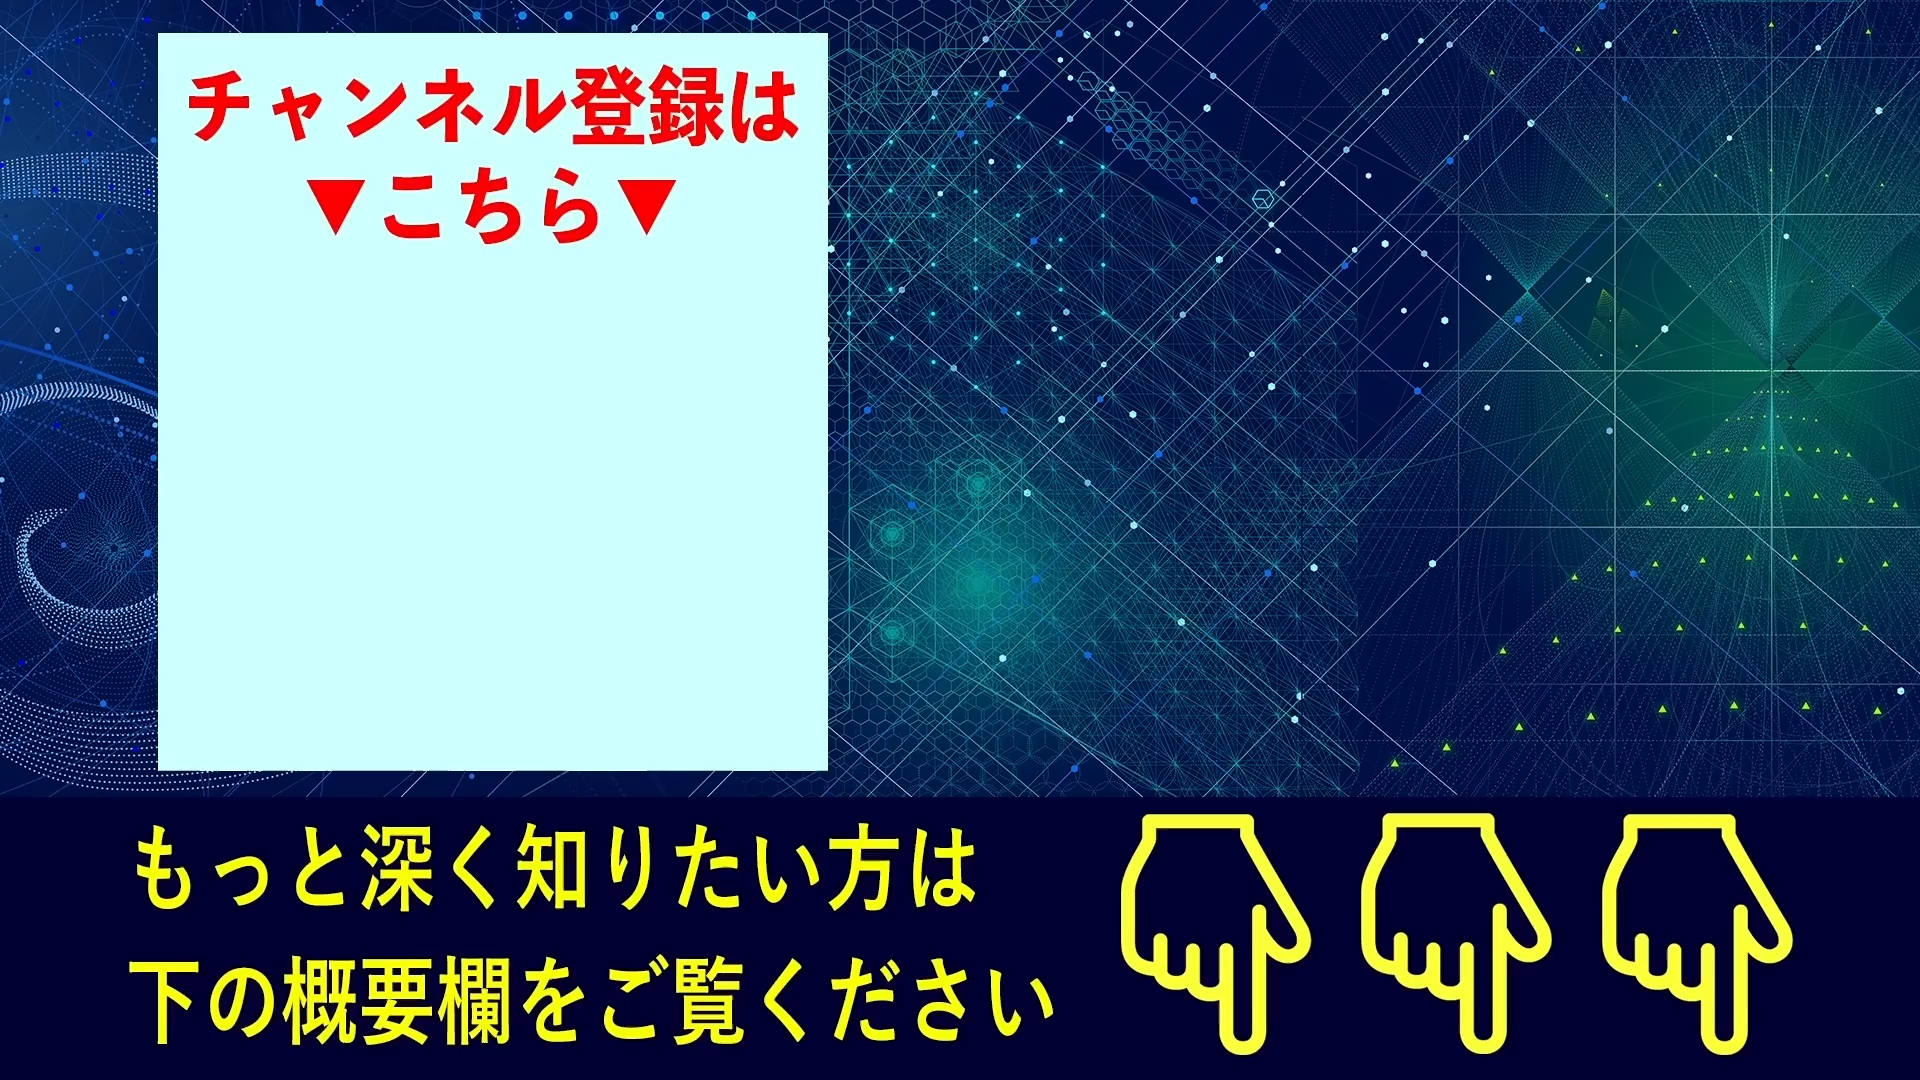 チャンネル登録は
▼こちら▼
もっと深く知りたい方は
下の概要欄をご覧ください